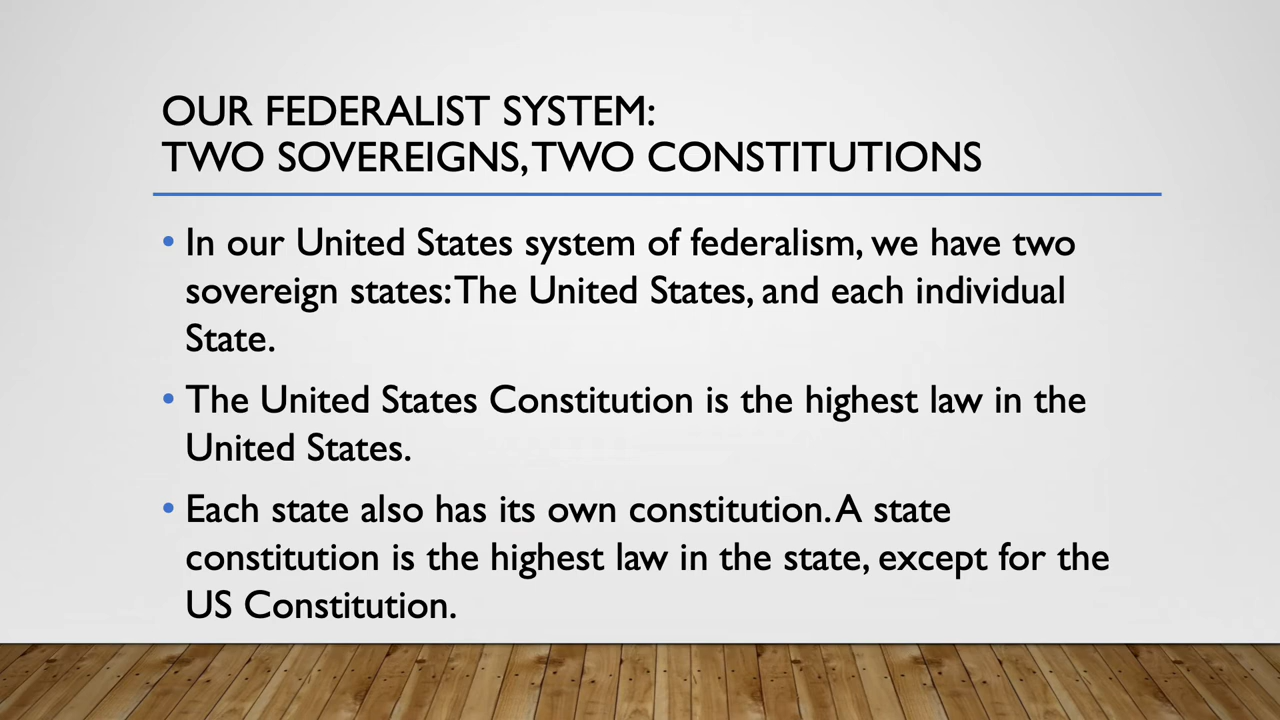 OUR FEDERALIST SYSTEM:
TWO SOVEREIGNS, TWO CONSTITUTIONS
• In our United States system of federalism, we have two
sovereign states: The United States, and each individual
State.
• The United States Constitution is the highest law in the
United States.
• Each state also has its own constitution. A state
constitution is the highest law in the state, except for the
US Constitution.